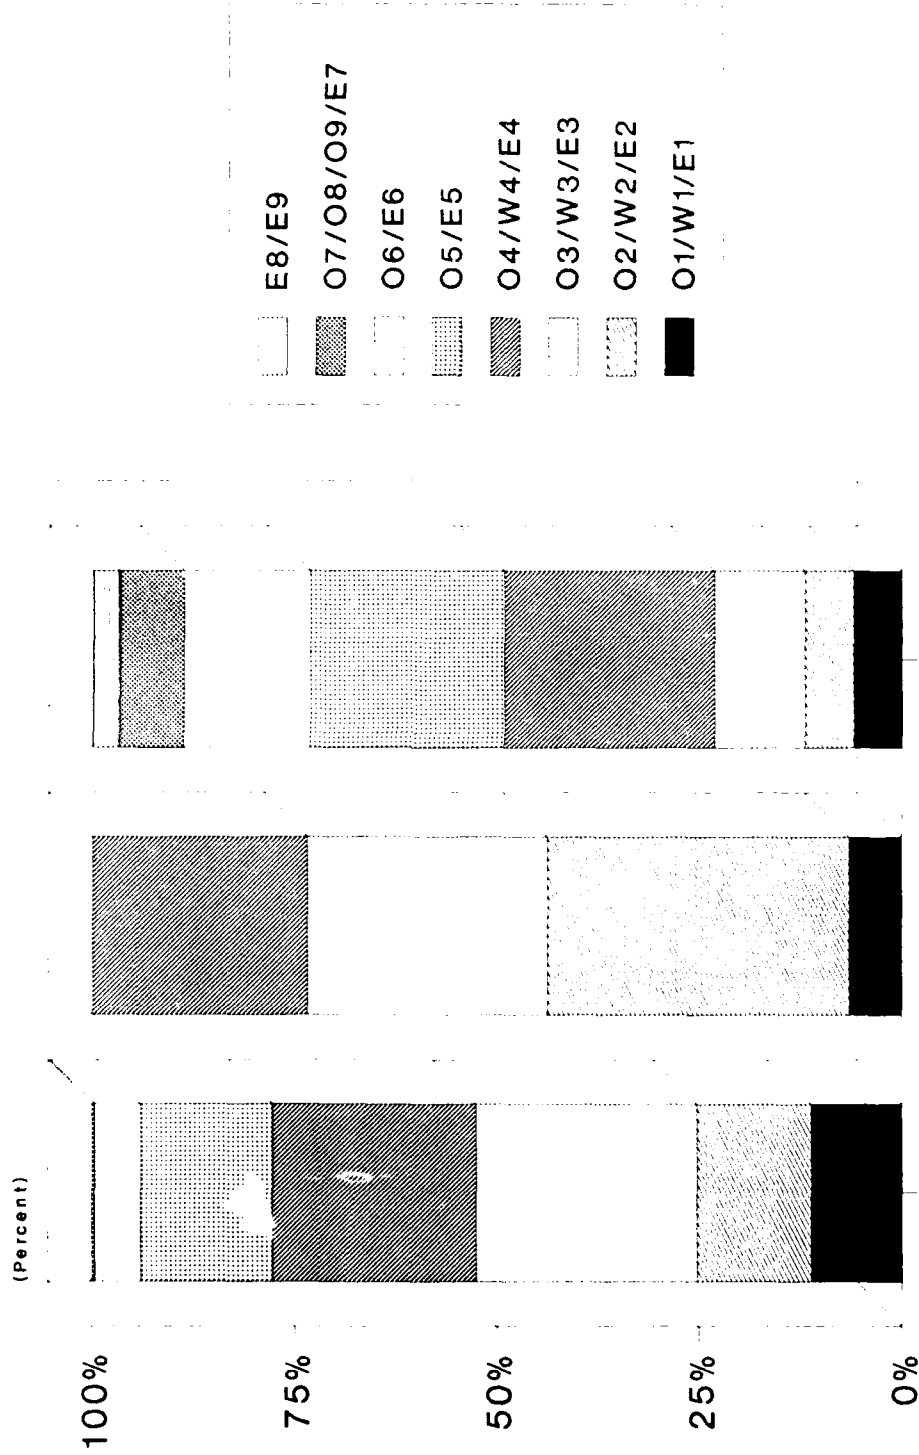 (Percent)
100%
75%
50%
25%
0%
E8/E9
O7/O8/O9/E7
O6/E6
O5/E5
O4/W4/E4
O3/W3/E3
O2/W2/E2
O1/W1/E1